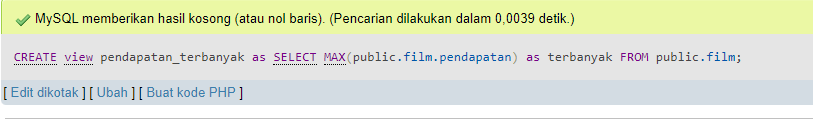 MySQL memberikan hasil kosong (atau nol baris). (Pencarian dilakukan dalam 0,0039 detik.)
CREATE view pendapatan_terbanyak as SELECT MAX(public.film.pendapatan) as terbanyak FROM public.film;
[ Edit dikotak ] [ Ubah ] [ Buat kode PHP ]